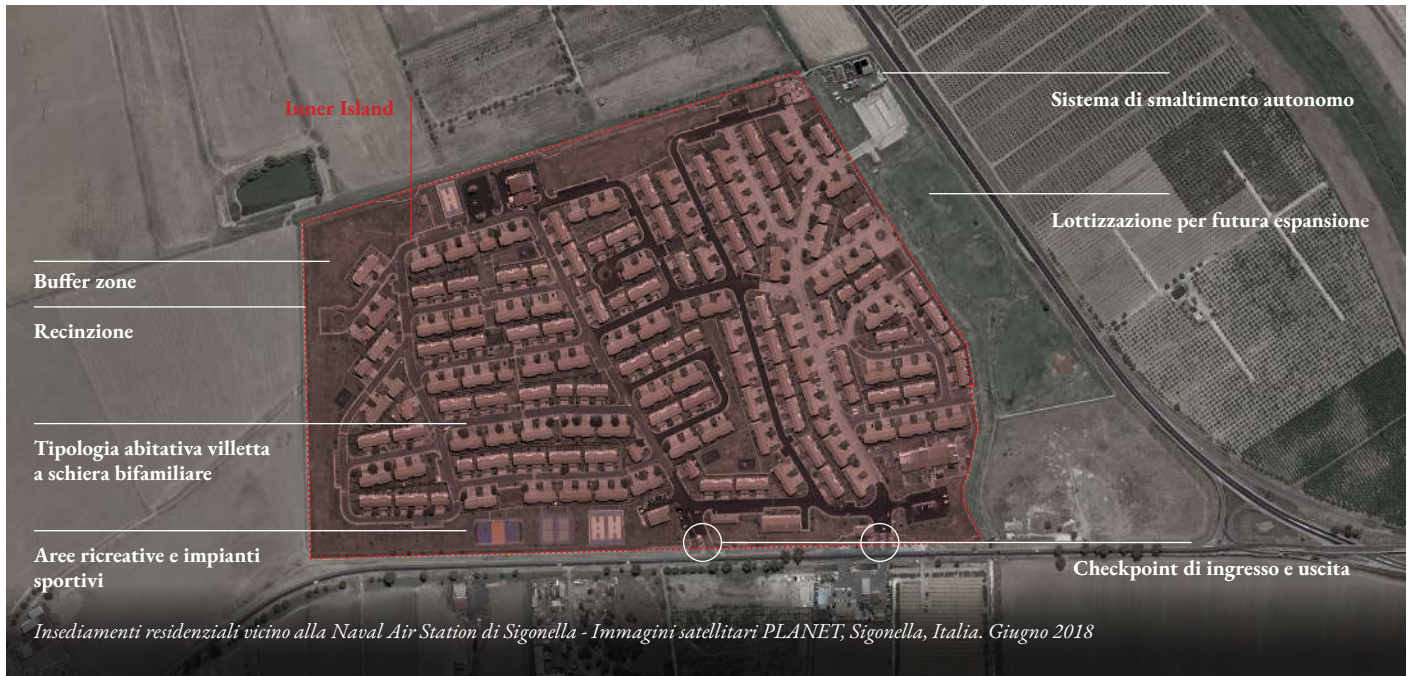 Inner Island
Sistema di smaltimento autonomo
Lottizzazione per futura espansione
Buffer zone
Recinzione
Tipologia abitativa villetta
a schiera bifamiliare
Aree ricreative e impianti
sportivi
Checkpoint di ingresso e uscita
Insediamenti residenziali vicino alla Naval Air Station di Sigonella - Immagini satellitari PLANET, Sigonella, Italia. Giugno 2018